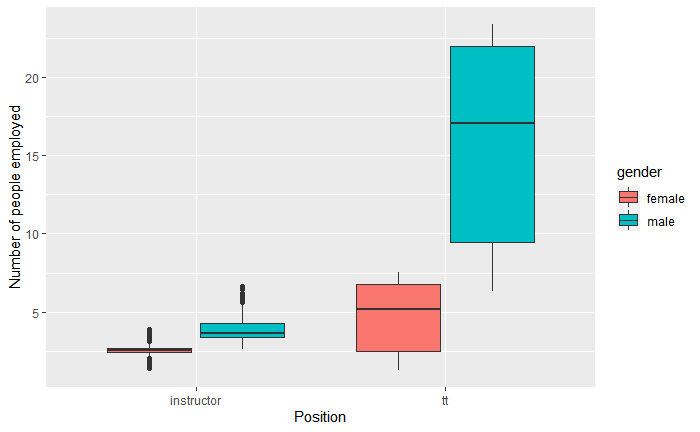 Number of people employed
20
15
10
5
instructor
tt
Position
gender
female
male